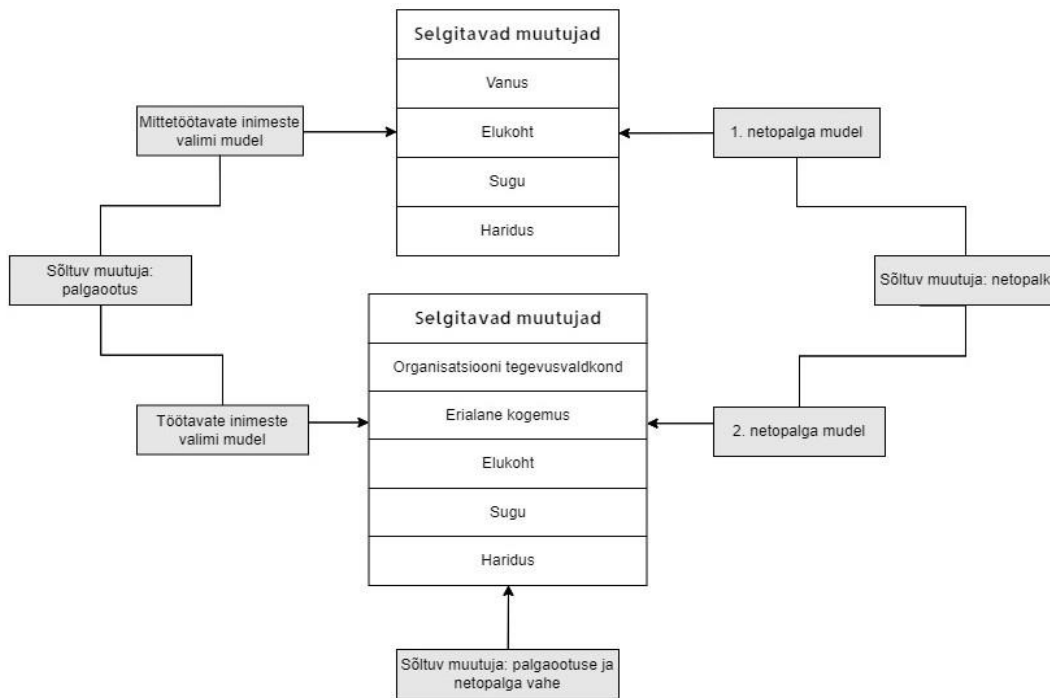 Selgitavad muutujad
Vanus
Elukoht
Sugu
Haridus
Mittetöötavate inimeste
valimi mudel
1. netopalga mudel
Sõltuv muutuja:
palgaootus
Sõltuv muutuja: netopalk
Selgitavad muutujad
Organisatsiooni tegevusvaldkond
Erialane kogemus
Elukoht
Sugu
Haridus
Töötavate inimeste
valimi mudel
2. netopalga mudel
Sõltuv muutuja: palgaootuse ja
netopalga vahe